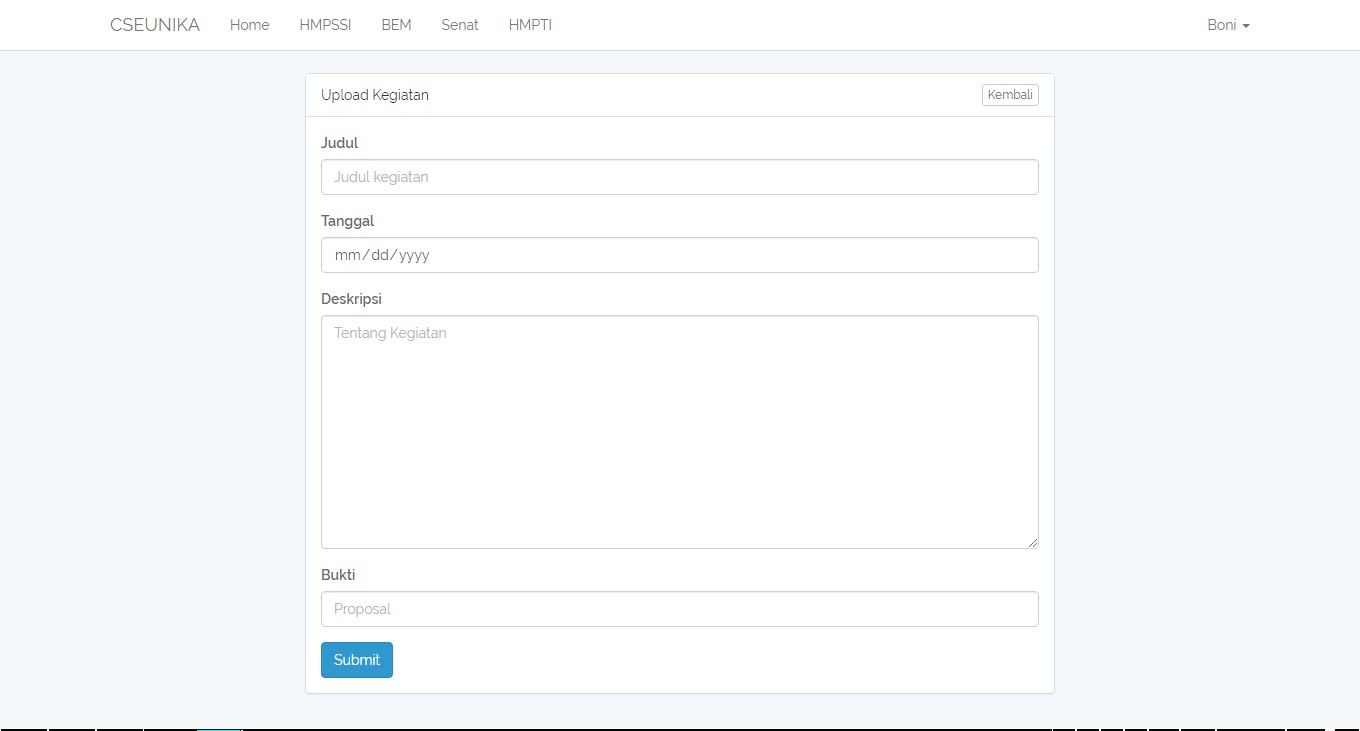 CSEUNIKA Home HMPSSI BEM Senat HMPTI Boni
Upload Kegiatan Kembali
Judul
Judul kegiatan
Tanggal
mm/dd/yyyy
Deskripsi
Tentang Kegiatan
Bukti
Proposal
Submit